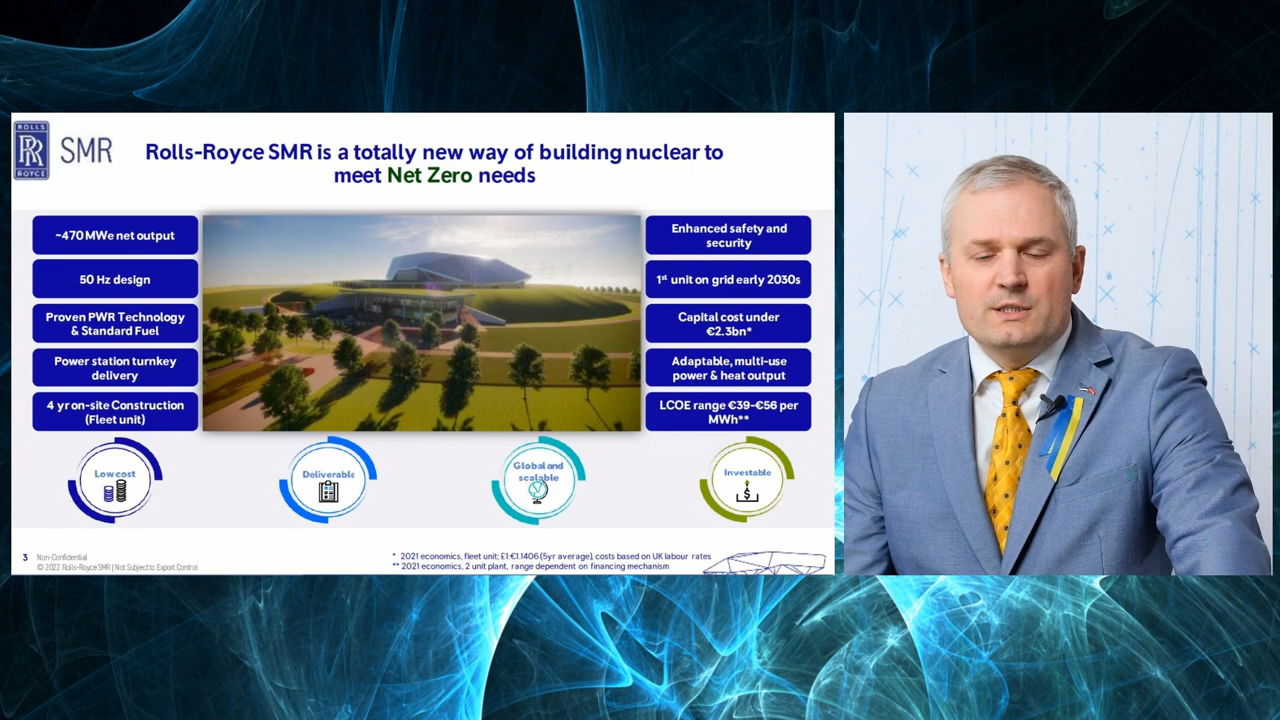 ROLLS
RR
ROYCE
SMR
Rolls-Royce SMR is a totally new way of building nuclear to
meet Net Zero needs
~470 MWe net output
50 Hz design
Proven PWR Technology
& Standard Fuel
Power station turnkey
delivery
4 yr on-site Construction
(Fleet unit)
Enhanced safety and
security
1st unit on grid early 2030s
Capital cost under
€2.3bn*
Adaptable, multi-use
power & heat output
LCOE range €39-€56 per
MWh**
Low cost
Deliverable
Global and
scalable
Investable
$
3
Non-Confidential
© 2022 Rolls-Royce SMR | Not Subject to Export Control
* 2021 economics, fleet unit; £1:€1.1406 (5yr average), costs based on UK labour rates
** 2021 economics, 2 unit plant, range dependent on financing mechanism